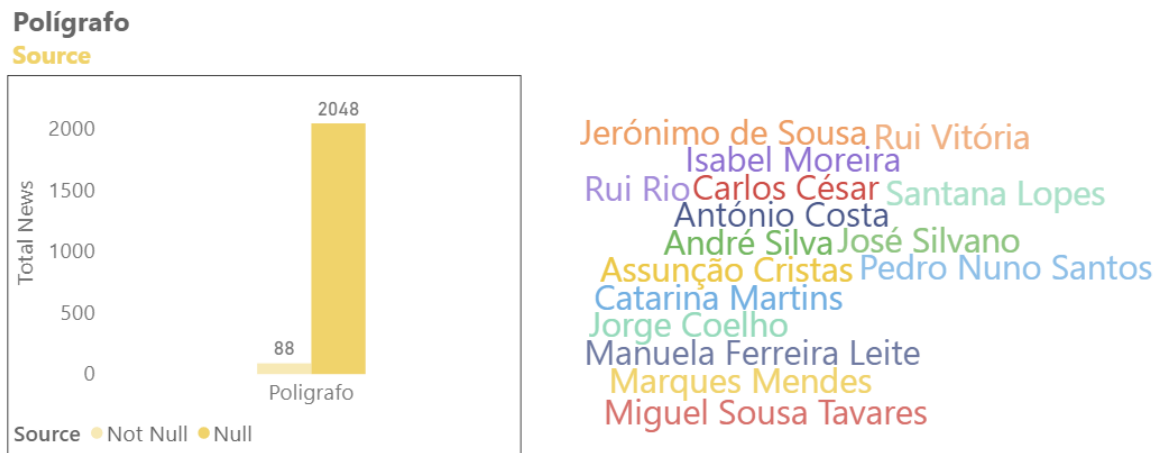 Polígrafo
Source
2048
2000
1500
1000
500
0
Total News
88
Poligrafo
Source Not Null Null
Jerónimo de Sousa Rui Vitória
Isabel Moreira
Rui Rio Carlos César Santana Lopes
António Costa
André Silva José Silvano
Assunção Cristas Pedro Nuno Santos
Catarina Martins
Jorge Coelho
Manuela Ferreira Leite
Marques Mendes
Miguel Sousa Tavares